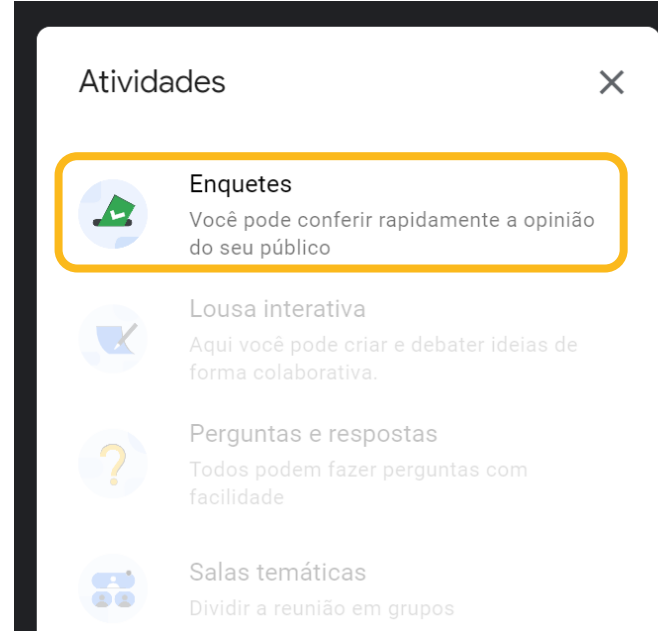 Atividades
Enquetes
Você pode conferir rapidamente a opinião
do seu público
Lousa interativa
Aqui você pode criar e debater ideias de
forma colaborativa.
Perguntas e respostas
Todos podem fazer perguntas com
facilidade
Salas temáticas
Dividir a reunião em grupos